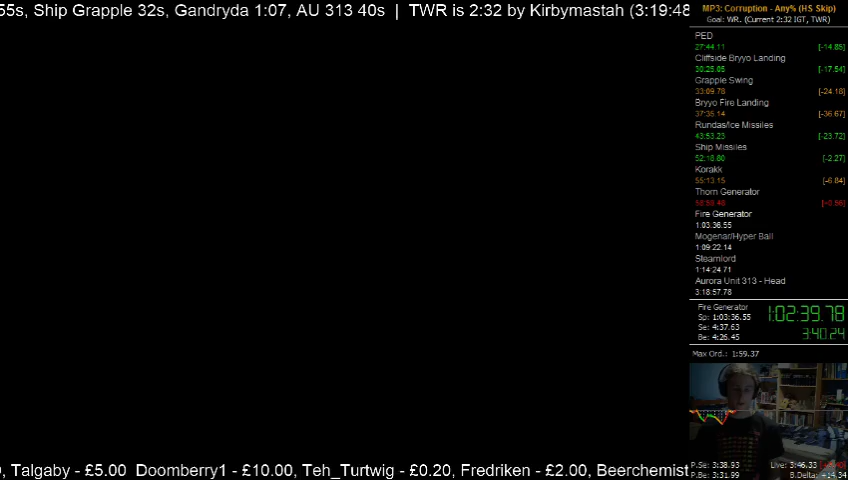 55s, Ship Grapple 32s, Gandryda 1:07, AU 313 40s | TWR is 2:32 by Kirbymastah (3:19:48
MP3: Corruption - Any% (HS Skip)
Goal: WR. (Current 2:32 IGT, TWR)
PED
27:44.11 [-14.85]
Cliffside Bryyo Landing
30:25.05 [-17.54]
Grapple Swing
33:09.78 [-24.18]
Bryyo Fire Landing
37:35.14 [-36.67]
Rundas/Ice Missiles
43:53.23 [-23.72]
Ship Missiles
52:18.80 [-2.27]
Korakk
55:13.15 [-6.84]
Thorn Generator
Fire Generator
1:03:36.55
Mogenar/Hyper Ball
1:09:22.14
Steamlord
1:14:24.71
Aurora Unit 313 - Head
3:18:57.78
Fire Generator
Sp: 1:03:36.55 1:02:39.78
Se: 4:37.63
Be: 4:26.45 3:40.24
Max Ord.: 1:59.37
P.Se: 3:38.93 Live: 3:46.33
P.Be: 3:31.99 B.Delta: +14.34
, Talgaby - £5.00 Doomberry1 - £10.00, Teh_Turtwig - £0.20, Fredriken - £2.00, Beerchemist